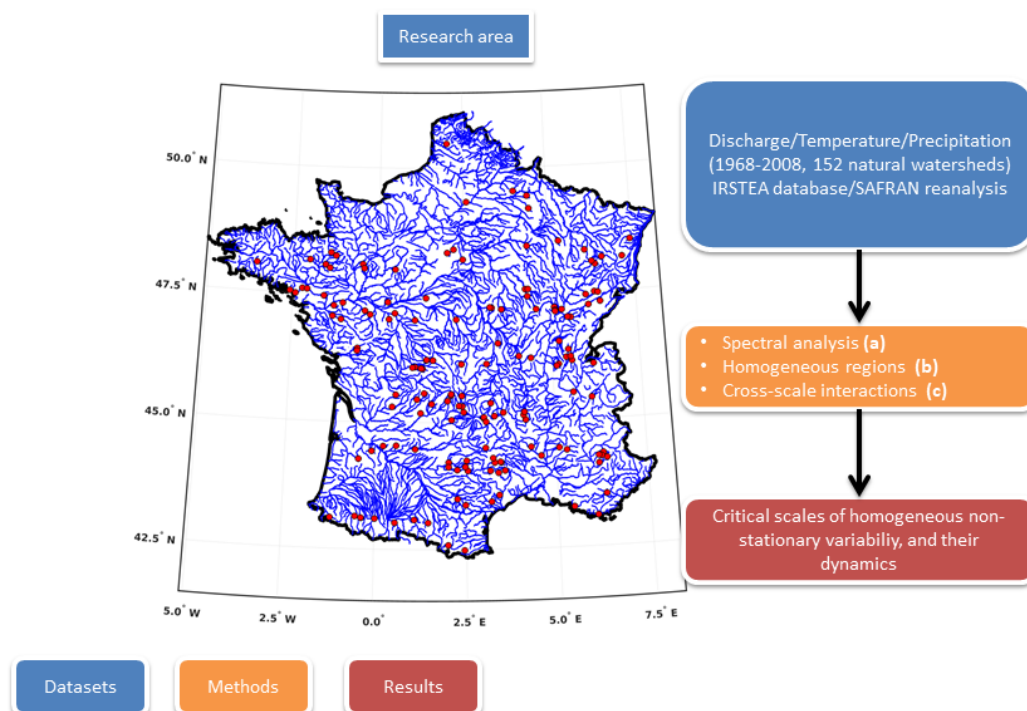 Research area
50.0° N
47.5° N
45.0° N
42.5° N
5.0° W
2.5° W
0.0°
2.5° E
5.0° E
7.5° E
Discharge/Temperature/Precipitation
(1968-2008, 152 natural watersheds)
IRSTEA database/SAFRAN reanalysis
• Spectral analysis (a)
• Homogeneous regions (b)
• Cross-scale interactions (c)
Critical scales of homogeneous non-
stationary variabiliy, and their
dynamics
Datasets
Methods
Results